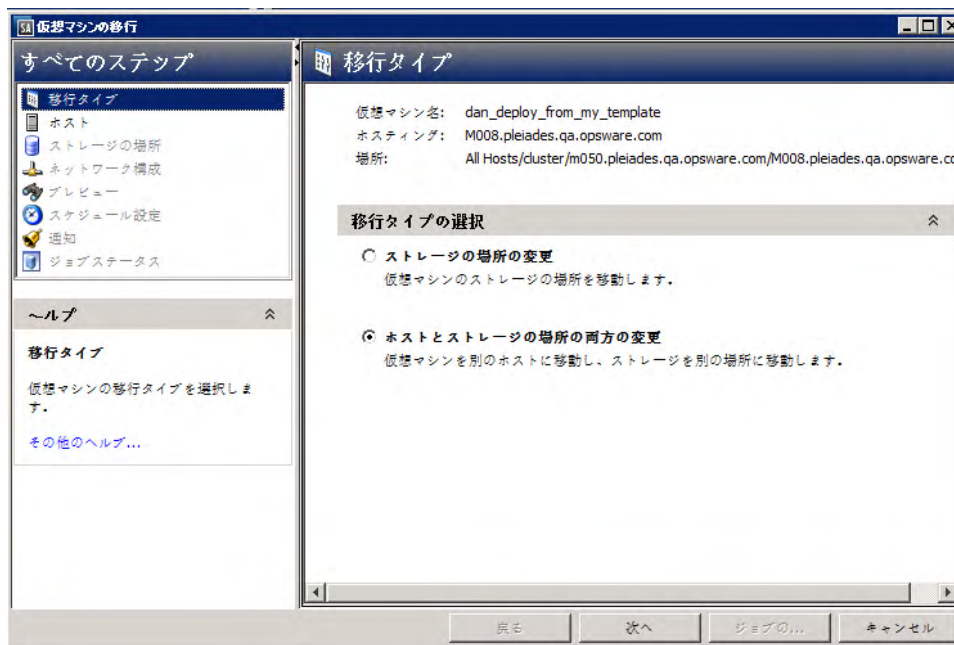 SA 仮想マシンの移行
すべてのステップ
移行タイプ
ホスト
ストレージの場所
ネットワーク構成
プレビュー
スケジュール設定
通知
ジョブステータス
ヘルプ
移行タイプ
仮想マシンの移行タイプを選択しま
す。
その他のヘルプ...
移行タイプ
仮想マシン名: dan_deploy_from_my_template
ホスティング: M008.pleiades.qa.opsware.com
場所: All Hosts/cluster/m050.pleiades.qa.opsware.com/M008.pleiades.qa.opsware.co
移行タイプの選択
ストレージの場所の変更
仮想マシンのストレージの場所を移動します。
ホストとストレージの場所の両方の変更
仮想マシンを別のホストに移動し、ストレージを別の場所に移動します。
戻る 次へ ジョブの... キャンセル